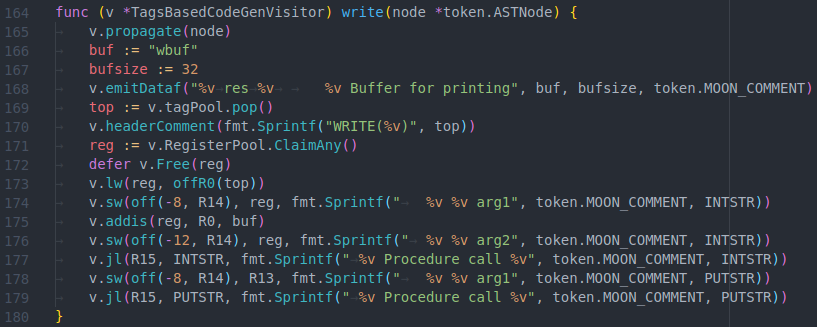 164 func (v *TagsBasedCodeGenVisitor) write(node *token.ASTNode) {
165 → v.propagate(node)
166 → buf := "wbuf"
167 → bufsize := 32
168 → v.emitDataf("%v→res→%v→ → %v Buffer for printing", buf, bufsize, token.MOON_COMMENT)
169 → top := v.tagPool.pop()
170 → v.headerComment(fmt.Sprintf("WRITE(%v)", top))
171 → reg := v.RegisterPool.ClaimAny()
172 → defer v.Free(reg)
173 → v.lw(reg, offR0(top))
174 → v.sw(off(-8, R14), reg, fmt.Sprintf("→ %v %v arg1", token.MOON_COMMENT, INTSTR))
175 → v.addis(reg, R0, buf)
176 → v.sw(off(-12, R14), reg, fmt.Sprintf("→ %v %v arg2", token.MOON_COMMENT, INTSTR))
177 → v.jl(R15, INTSTR, fmt.Sprintf("→%v Procedure call %v", token.MOON_COMMENT, INTSTR))
178 → v.sw(off(-8, R14), R13, fmt.Sprintf("→ %v %v arg1", token.MOON_COMMENT, PUTSTR))
179 → v.jl(R15, PUTSTR, fmt.Sprintf("→%v Procedure call %v", token.MOON_COMMENT, PUTSTR))
180 }